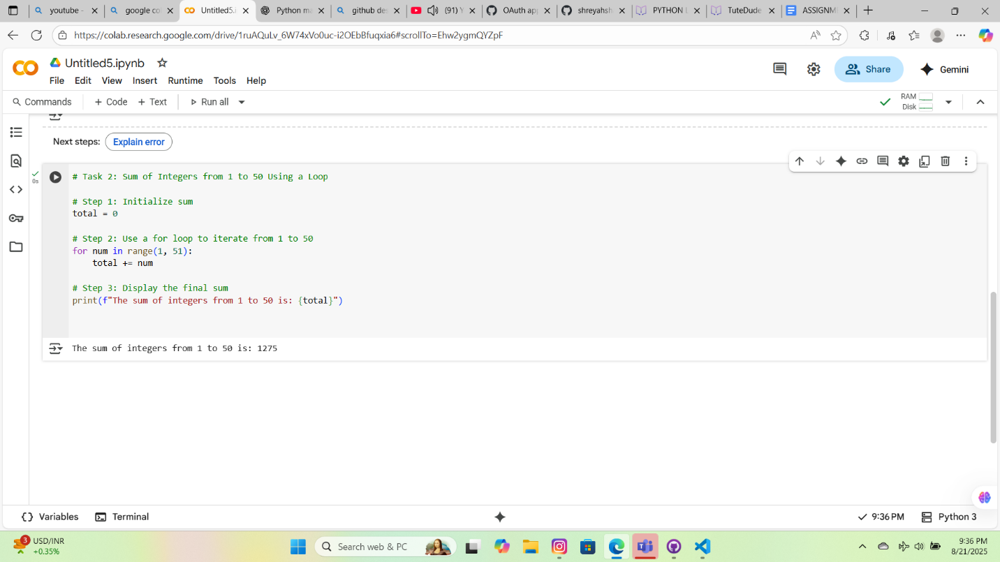 youtube -
google co
Untitled5.i
Python ma
github des
(91) Y
OAuth app
shreyahsha
PYTHON L
TuteDude
ASSIGNM
https://colab.research.google.com/drive/1ruAQuLv_6W74xVo0uc-i2OEbBfuqxia6#scrollTo=Ehw2ygmQYZpF
CO Untitled5.ipynb
File Edit View Insert Runtime Tools Help
Share
Gemini
Commands + Code + Text Run all
RAM
Disk
Next steps: Explain error
0s
# Task 2: Sum of Integers from 1 to 50 Using a Loop
# Step 1: Initialize sum
total = 0
# Step 2: Use a for loop to iterate from 1 to 50
for num in range(1, 51):
    total += num
# Step 3: Display the final sum
print(f"The sum of integers from 1 to 50 is: {total}")
The sum of integers from 1 to 50 is: 1275
{} Variables Terminal
9:36 PM Python 3
3
USD/INR
+0.35%
Search web & PC
9:36 PM
8/21/2025